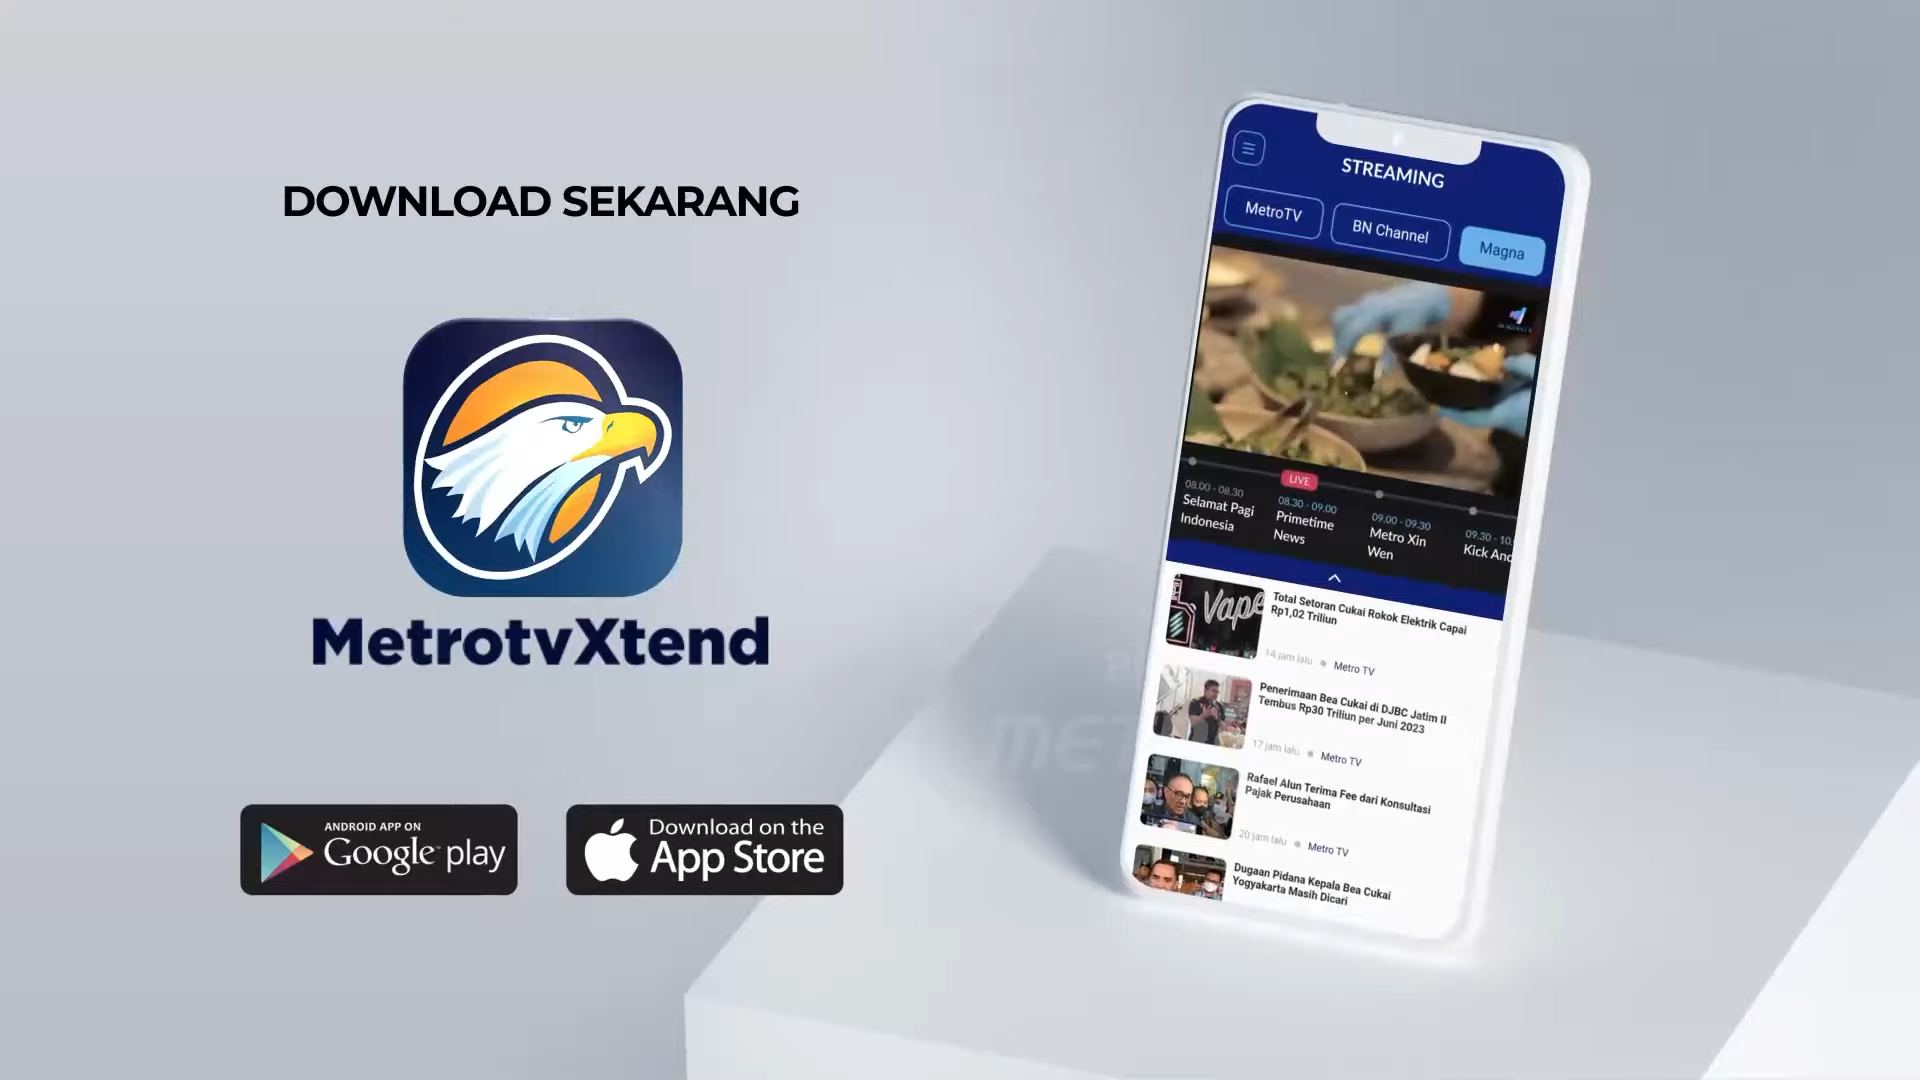 DOWNLOAD SEKARANG
MetrotvXtend
ANDROID APP ON
Google play
Download on the
App Store
STREAMING
MetroTV
BN Channel
Magna
LIVE
08.00 - 08.30
Selamat Pagi
Indonesia
08.30 - 09.00
Primetime
News
09.00 - 09.30
Metro Xin
Wen
09.30 - 10.
Kick And
Vape
Total Setoran Cukai Rokok Elektrik Capai
Rp1,02 Triliun
14 jam lalu
Metro TV
Penerimaan Bea Cukai di DJBC Jatim II
Tembus Rp30 Triliun per Juni 2023
17 jam lalu
Metro TV
Rafael Alun Terima Fee dari Konsultasi
Pajak Perusahaan
20 jam lalu
Metro TV
Dugaan Pidana Kepala Bea Cukai
Yogyakarta Masih Dicari